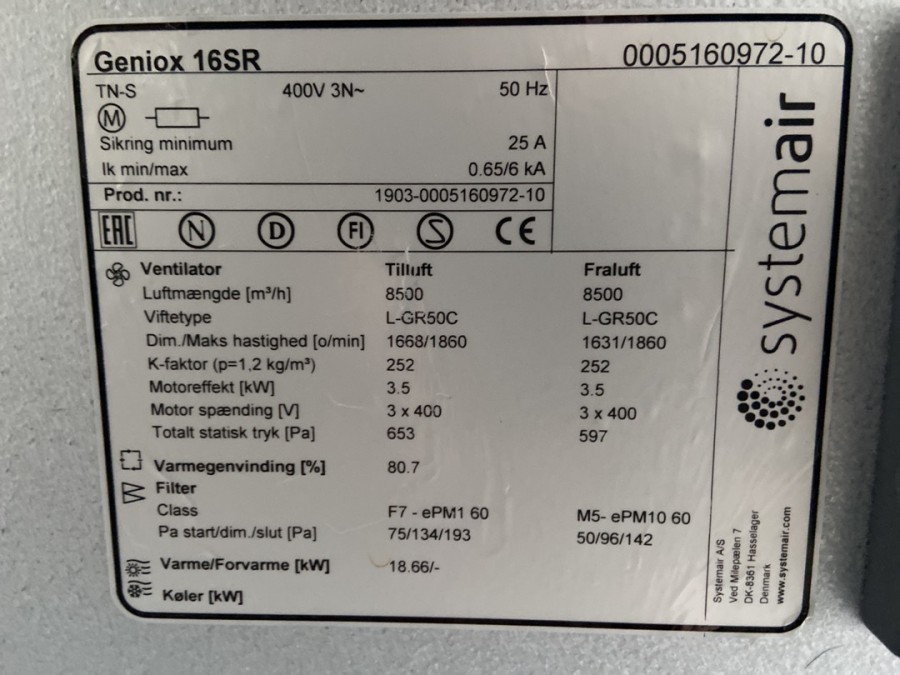 Geniox 16SR 0005160972-10
TN-S 400V 3N~ 50 Hz
M
Sikring minimum 25 A
Ik min/max 0.65/6 kA
Prod. nr.: 1903-0005160972-10
EAC N D FI S CE
Ventilator Tilluft Fraluft
Luftmængde [m³/h] 8500 8500
Viftetype L-GR50C L-GR50C
Dim./Maks hastighed [o/min] 1668/1860 1631/1860
K-faktor (p=1,2 kg/m³) 252 252
Motoreffekt [kW] 3.5 3.5
Motor spænding [V] 3 x 400 3 x 400
Totalt statisk tryk [Pa] 653 597
Varmegenvinding [%] 80.7
Filter
Class F7 - ePM1 60 M5- ePM10 60
Pa start/dim./slut [Pa] 75/134/193 50/96/142
Varme/Forvarme [kW] 18.66/-
Køler [kW]
systemair
Systemair A/S
Ved Milepælen 7
DK-8361 Hasselager
Denmark
www.systemair.com